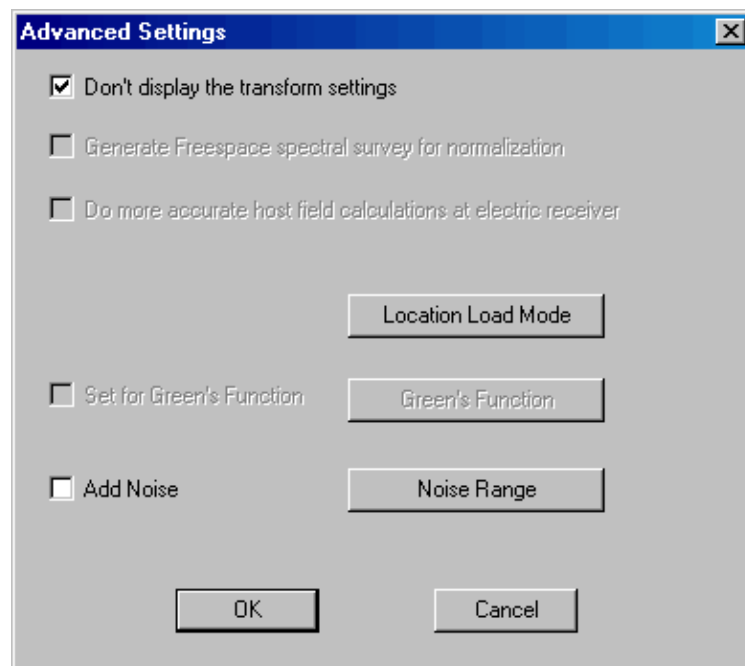 Advanced Settings
Don't display the transform settings
Generate Freespace spectral survey for normalization
Do more accurate host field calculations at electric receiver
Location Load Mode
Set for Green's Function
Green's Function
Add Noise
Noise Range
OK
Cancel